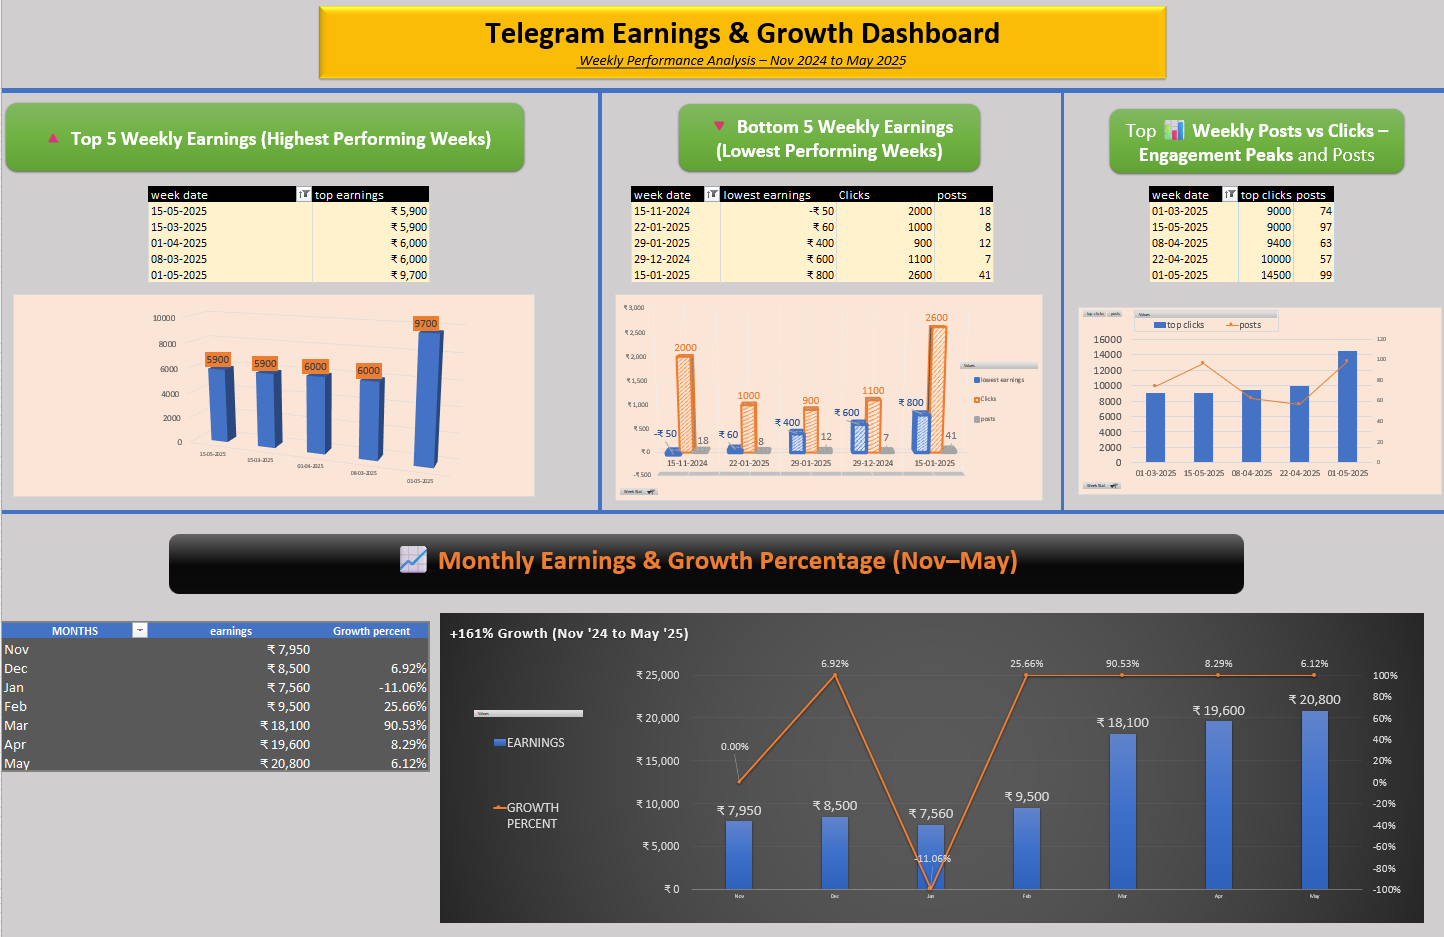 Telegram Earnings & Growth Dashboard
Weekly Performance Analysis – Nov 2024 to May 2025
🔺 Top 5 Weekly Earnings (Highest Performing Weeks)
week date top earnings
15-05-2025 ₹ 5,900
15-03-2025 ₹ 5,900
01-04-2025 ₹ 6,000
08-03-2025 ₹ 6,000
01-05-2025 ₹ 9,700
10000
8000
6000
4000
2000
0
5900 5900 6000 6000 9700
15-05-2025 15-03-2025 01-04-2025 08-03-2025 01-05-2025
🔻 Bottom 5 Weekly Earnings
(Lowest Performing Weeks)
week date lowest earnings Clicks posts
15-11-2024 -₹ 50 2000 18
22-01-2025 ₹ 60 1000 8
29-01-2025 ₹ 400 900 12
29-12-2024 ₹ 600 1100 7
15-01-2025 ₹ 800 2600 41
₹ 3,000
₹ 2,500
₹ 2,000
₹ 1,500
₹ 1,000
₹ 500
₹ 0
-₹ 500
-₹ 50 2000 18
₹ 60 1000 8
₹ 400 900 12
₹ 600 1100 7
₹ 800 2600 41
15-11-2024 22-01-2025 29-01-2025 29-12-2024 15-01-2025
Values
lowest earnings
Clicks
posts
Top 📊 Weekly Posts vs Clicks –
Engagement Peaks and Posts
week date top clicks posts
01-03-2025 9000 74
15-05-2025 9000 97
08-04-2025 9400 63
22-04-2025 10000 57
01-05-2025 14500 99
top clicks posts Values
top clicks posts
16000
14000
12000
10000
8000
6000
4000
2000
0
120
100
80
60
40
20
0
01-03-2025 15-05-2025 08-04-2025 22-04-2025 01-05-2025
📈 Monthly Earnings & Growth Percentage (Nov–May)
MONTHS earnings Growth percent
Nov ₹ 7,950
Dec ₹ 8,500 6.92%
Jan ₹ 7,560 -11.06%
Feb ₹ 9,500 25.66%
Mar ₹ 18,100 90.53%
Apr ₹ 19,600 8.29%
May ₹ 20,800 6.12%
+161% Growth (Nov '24 to May '25)
Values
EARNINGS
GROWTH
PERCENT
₹ 25,000
₹ 20,000
₹ 15,000
₹ 10,000
₹ 5,000
₹ 0
0.00% 6.92% -11.06% 25.66% 90.53% 8.29% 6.12%
₹ 7,950 ₹ 8,500 ₹ 7,560 ₹ 9,500 ₹ 18,100 ₹ 19,600 ₹ 20,800
100%
80%
60%
40%
20%
0%
-20%
-40%
-60%
-80%
-100%
Nov Dec Jan Feb Mar Apr May